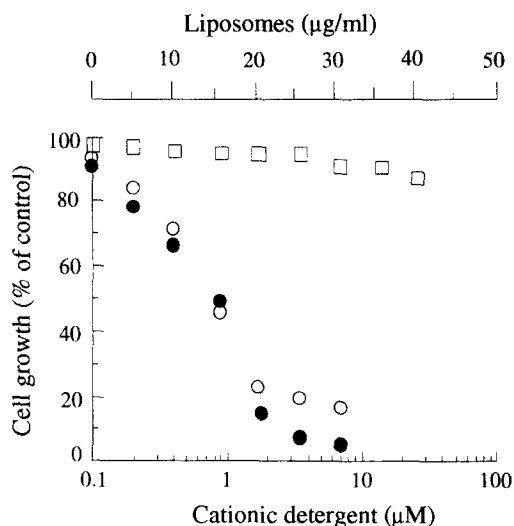 Liposomes (µg/ml)
0 10 20 30 40 50
Cell growth (% of control)
100
80
60
40
20
0
0.1 1 10 100
Cationic detergent (µM)